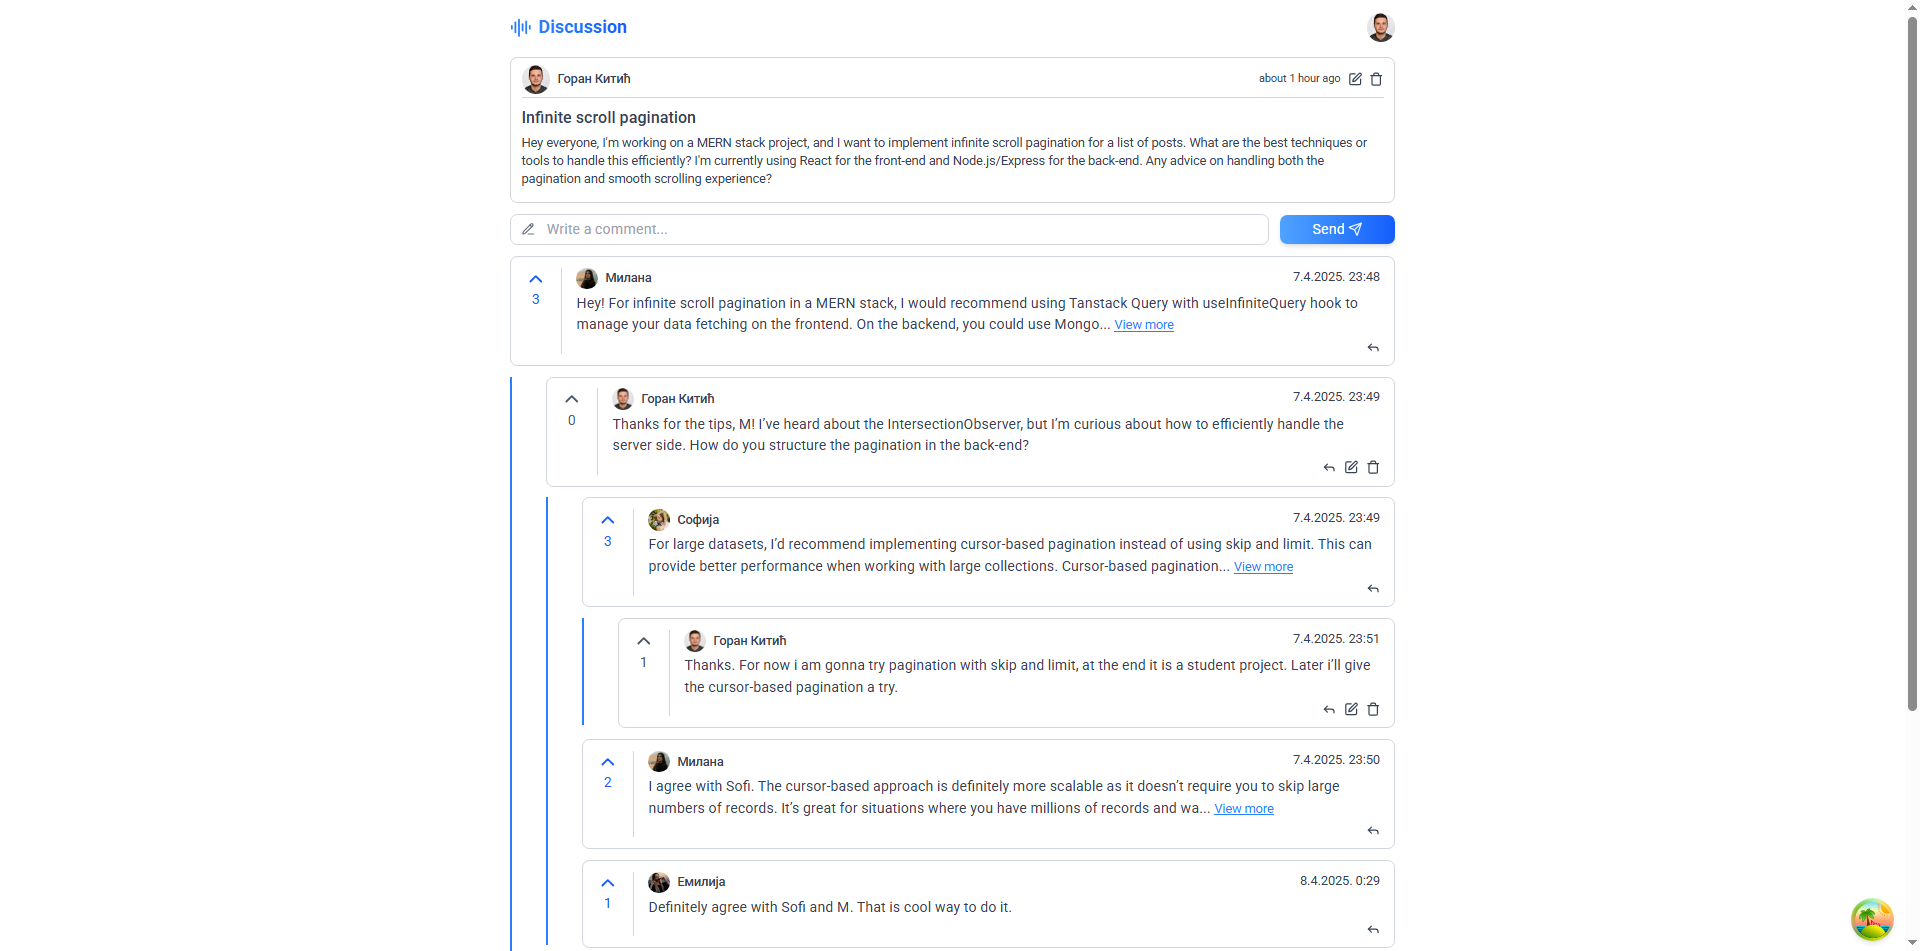 Discussion
Горан Китић
about 1 hour ago
Infinite scroll pagination
Hey everyone, I'm working on a MERN stack project, and I want to implement infinite scroll pagination for a list of posts. What are the best techniques or
tools to handle this efficiently? I'm currently using React for the front-end and Node.js/Express for the back-end. Any advice on handling both the
pagination and smooth scrolling experience?
Write a comment...
Send
Милана
7.4.2025. 23:48
3
Hey! For infinite scroll pagination in a MERN stack, I would recommend using Tanstack Query with useInfiniteQuery hook to
manage your data fetching on the frontend. On the backend, you could use Mongo... View more
Горан Китић
7.4.2025. 23:49
0
Thanks for the tips, M! I’ve heard about the IntersectionObserver, but I’m curious about how to efficiently handle the
server side. How do you structure the pagination in the back-end?
Софија
7.4.2025. 23:49
3
For large datasets, I’d recommend implementing cursor-based pagination instead of using skip and limit. This can
provide better performance when working with large collections. Cursor-based pagination... View more
Горан Китић
7.4.2025. 23:51
1
Thanks. For now i am gonna try pagination with skip and limit, at the end it is a student project. Later i’ll give
the cursor-based pagination a try.
Милана
7.4.2025. 23:50
2
I agree with Sofi. The cursor-based approach is definitely more scalable as it doesn’t require you to skip large
numbers of records. It’s great for situations where you have millions of records and wa... View more
Емилија
8.4.2025. 0:29
1
Definitely agree with Sofi and M. That is cool way to do it.